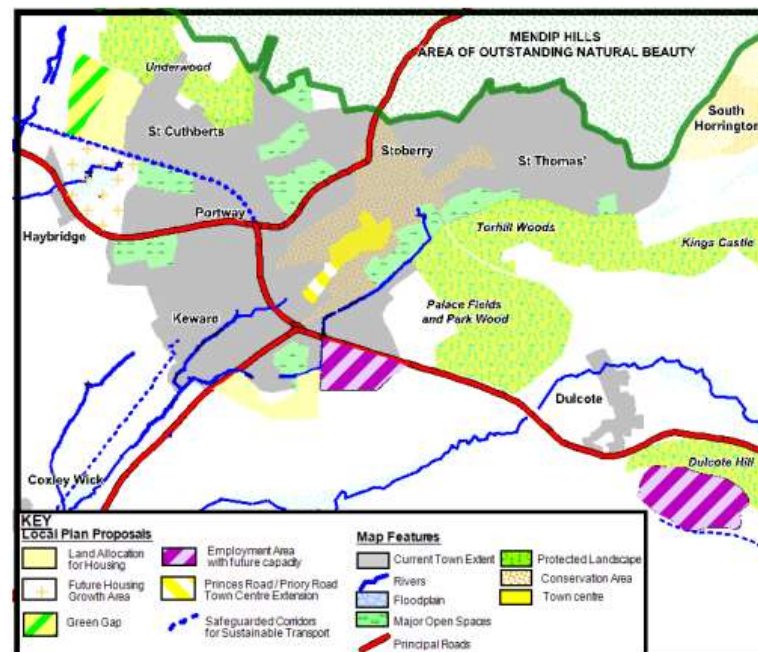 MENDIP HILLS
AREA OF OUTSTANDING NATURAL BEAUTY
Underwood
South
Horrington
St Cuthberts
Stoberry
St Thomas'
Portway
Haybridge
Torhill Woods
Kings Castle
Palace Fields
and Park Wood
Keward
Dulcote
Coxley Wick
Dulcote Hill
KEY
Local Plan Proposals
Land Allocation
for Housing
Future Housing
Growth Area
Green Gap
Employment Area
with future capacity
Princes Road / Priory Road
Town Centre Extension
Safeguarded Corridors
for Sustainable Transport
Map Features
Current Town Extent
Rivers
Floodplain
Major Open Spaces
Principal Roads
Protected Landscape
Conservation Area
Town centre